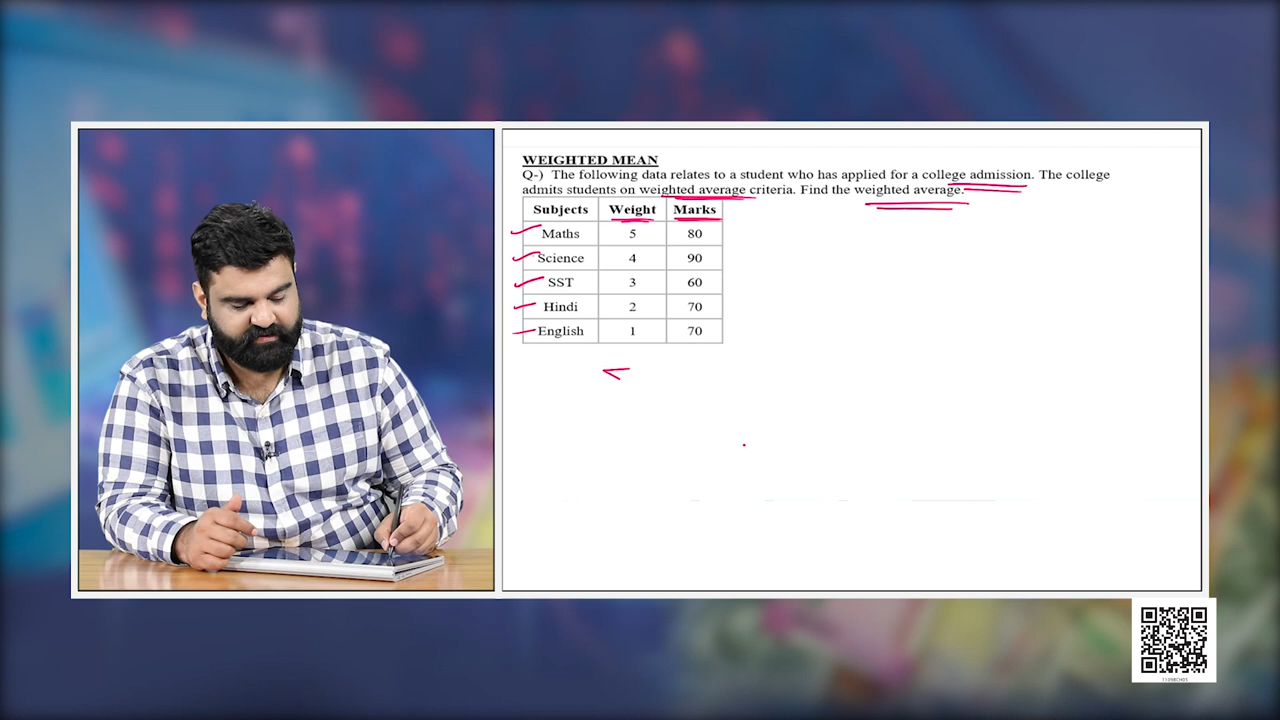 WEIGHTED MEAN
Q-) The following data relates to a student who has applied for a college admission. The college
admits students on weighted average criteria. Find the weighted average.
Subjects Weight Marks
Maths 5 80
Science 4 90
SST 3 60
Hindi 2 70
English 1 70